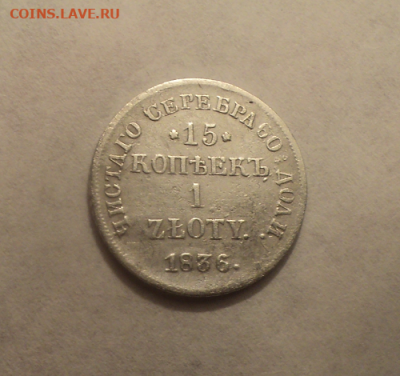 COINS.LAVE.RU
ЧИСТАГО СЕРЕБРА 60 ДОЛИ
15
КОПѢЕКЪ
1
ZŁOTY.
1836.